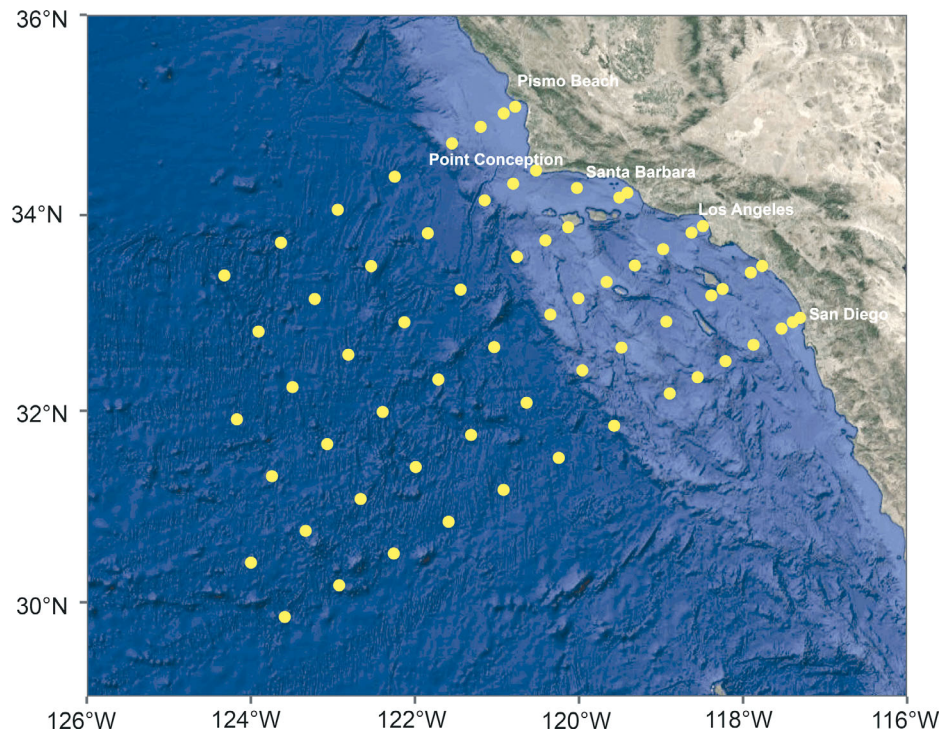 36°N
Pismo Beach
Point Conception
Santa Barbara
34°N
Los Angeles
San Diego
32°N
30°N
126°W
124°W
122°W
120°W
118°W
116°W